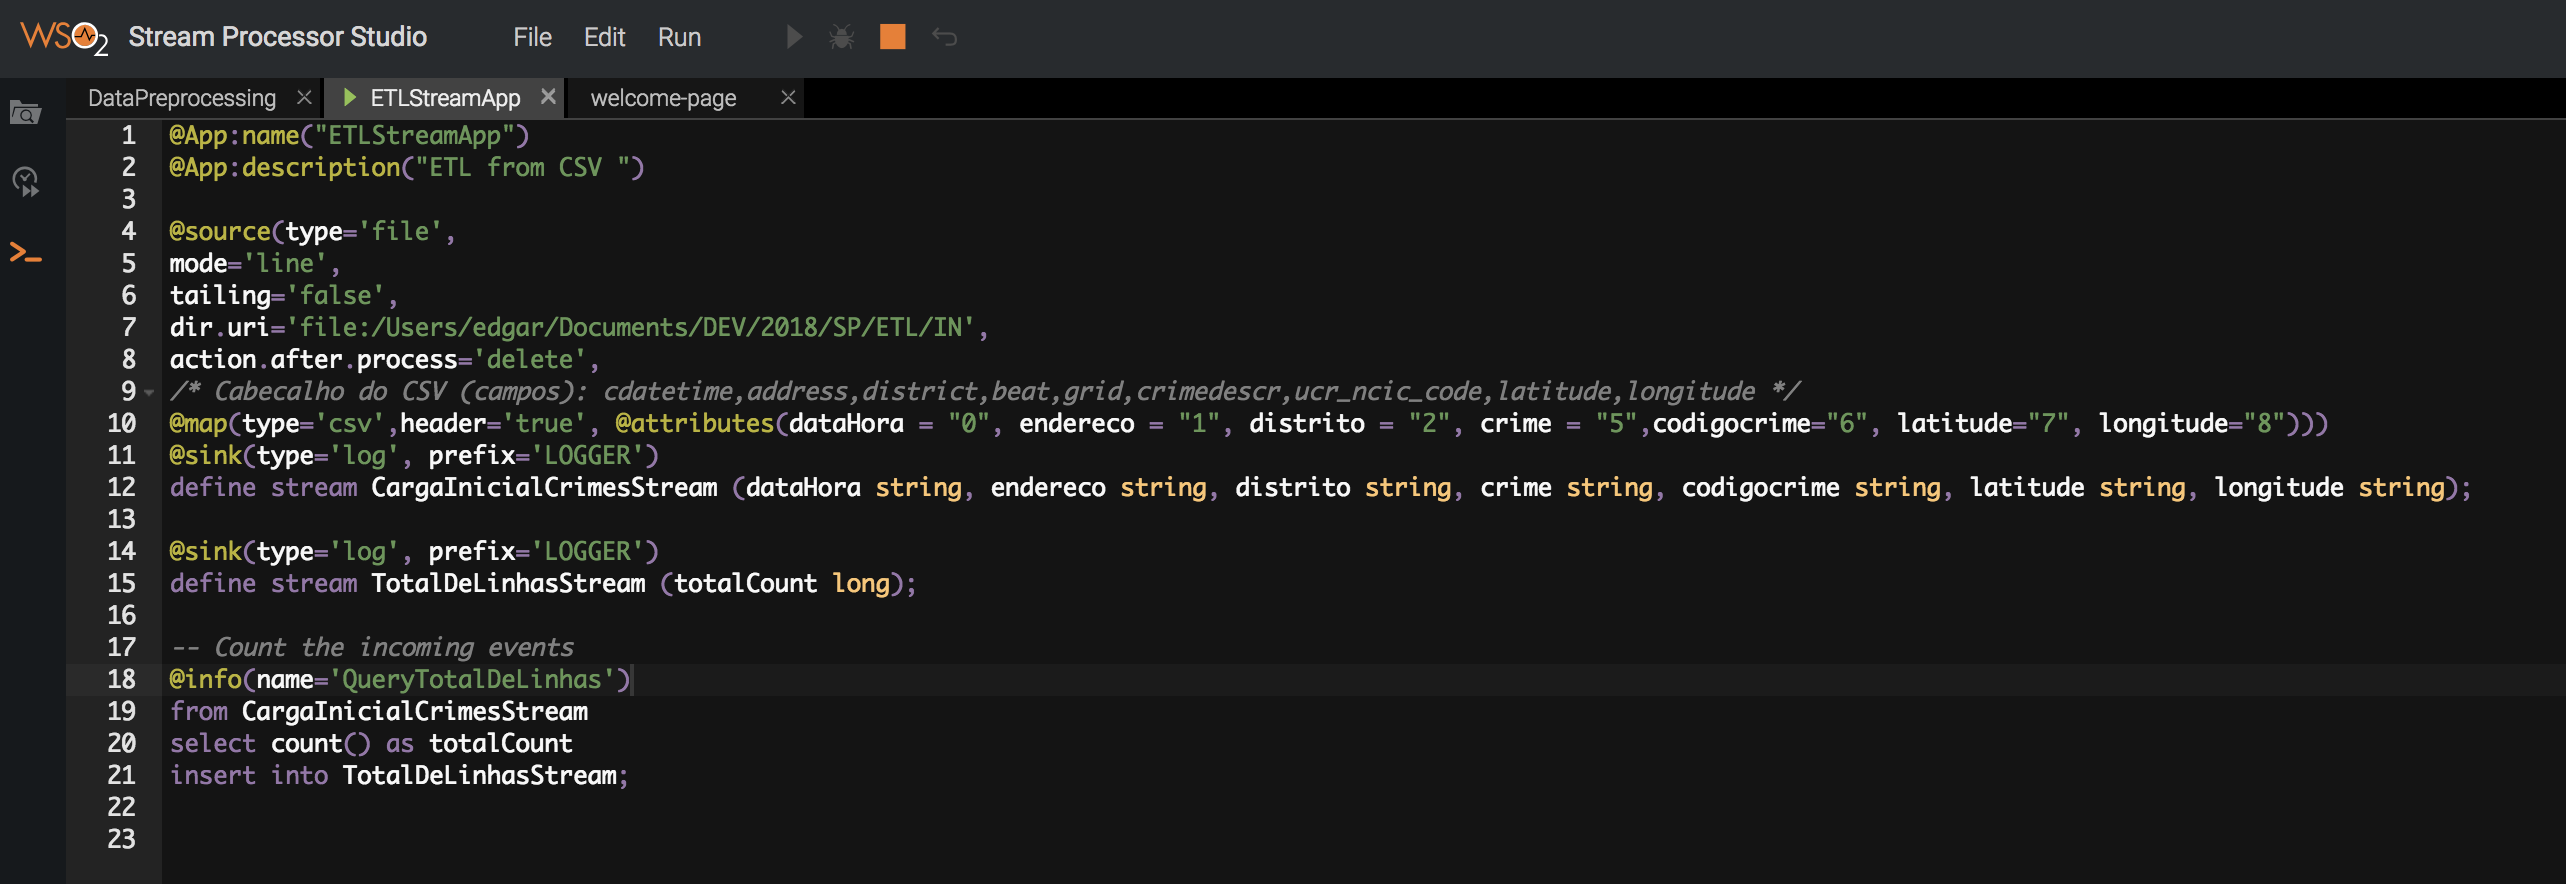 WSO2 Stream Processor Studio File Edit Run
DataPreprocessing ETLStreamApp welcome-page
1 @App:name("ETLStreamApp")
2 @App:description("ETL from CSV ")
3
4 @source(type='file',
5 mode='line',
6 tailing='false',
7 dir.uri='file:/Users/edgar/Documents/DEV/2018/SP/ETL/IN',
8 action.after.process='delete',
9 /* Cabecalho do CSV (campos): cdatetime,address,district,beat,grid,crimedescr,ucr_ncic_code,latitude,longitude */
10 @map(type='csv',header='true', @attributes(dataHora = "0", endereco = "1", distrito = "2", crime = "5",codigocrime="6", latitude="7", longitude="8")))
11 @sink(type='log', prefix='LOGGER')
12 define stream CargaInicialCrimesStream (dataHora string, endereco string, distrito string, crime string, codigocrime string, latitude string, longitude string);
13
14 @sink(type='log', prefix='LOGGER')
15 define stream TotalDeLinhasStream (totalCount long);
16
17 -- Count the incoming events
18 @info(name='QueryTotalDeLinhas')
19 from CargaInicialCrimesStream
20 select count() as totalCount
21 insert into TotalDeLinhasStream;
22
23